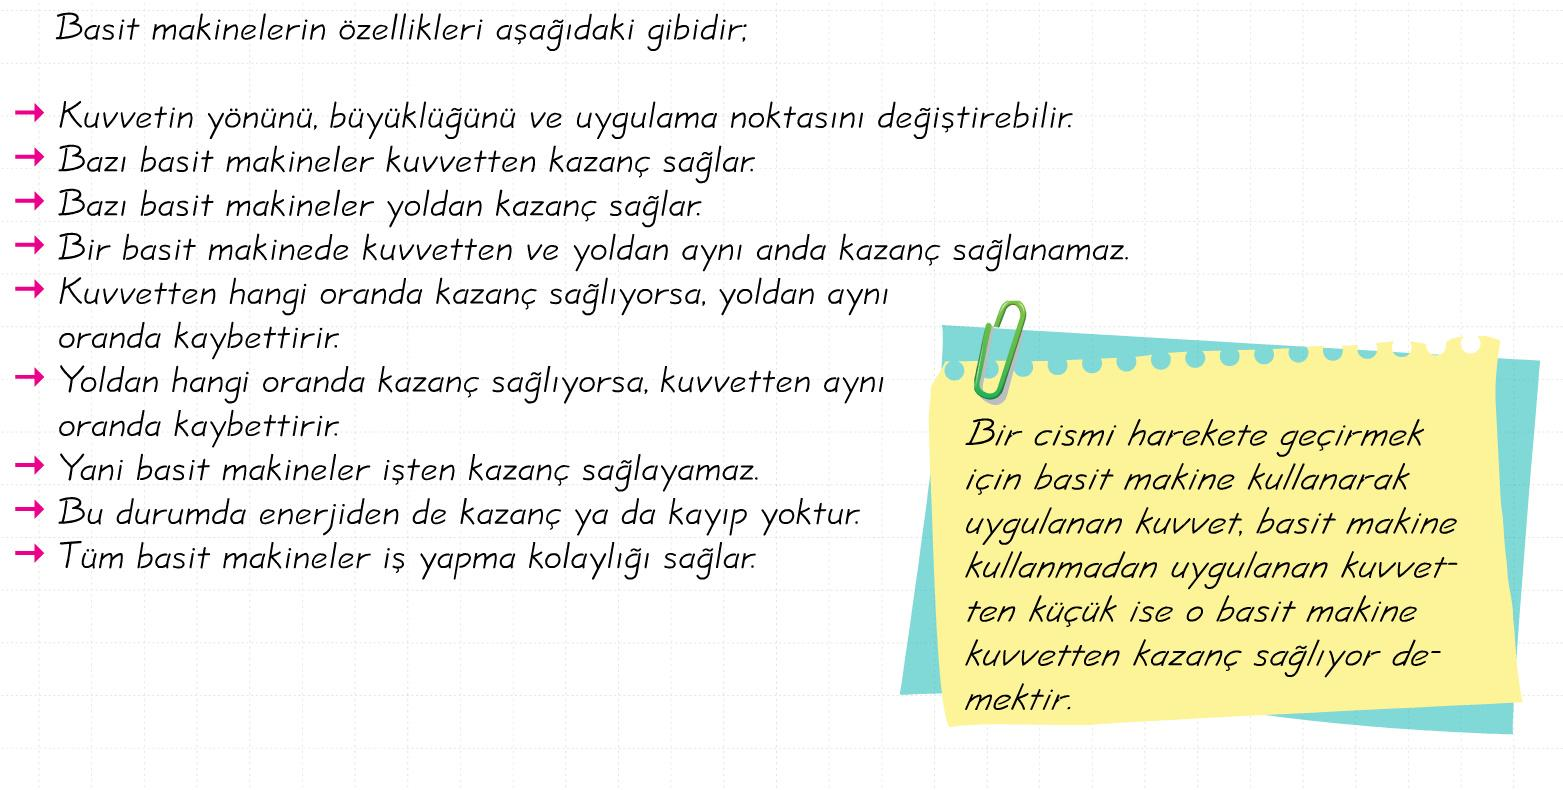 Basit makinelerin özellikleri aşağıdaki gibidir;
→ Kuvvetin yönünü, büyüklüğünü ve uygulama noktasını değiştirebilir.
→ Bazı basit makineler kuvvetten kazanç sağlar.
→ Bazı basit makineler yoldan kazanç sağlar.
→ Bir basit makinede kuvvetten ve yoldan aynı anda kazanç sağlanamaz.
→ Kuvvetten hangi oranda kazanç sağlıyorsa, yoldan aynı
oranda kaybettirir.
→ Yoldan hangi oranda kazanç sağlıyorsa, kuvvetten aynı
oranda kaybettirir.
→ Yani basit makineler işten kazanç sağlayamaz.
→ Bu durumda enerjiden de kazanç ya da kayıp yoktur.
→ Tüm basit makineler iş yapma kolaylığı sağlar.
Bir cismi harekete geçirmek
için basit makine kullanarak
uygulanan kuvvet, basit makine
kullanmadan uygulanan kuvvet-
ten küçük ise o basit makine
kuvvetten kazanç sağlıyor de-
mektir.